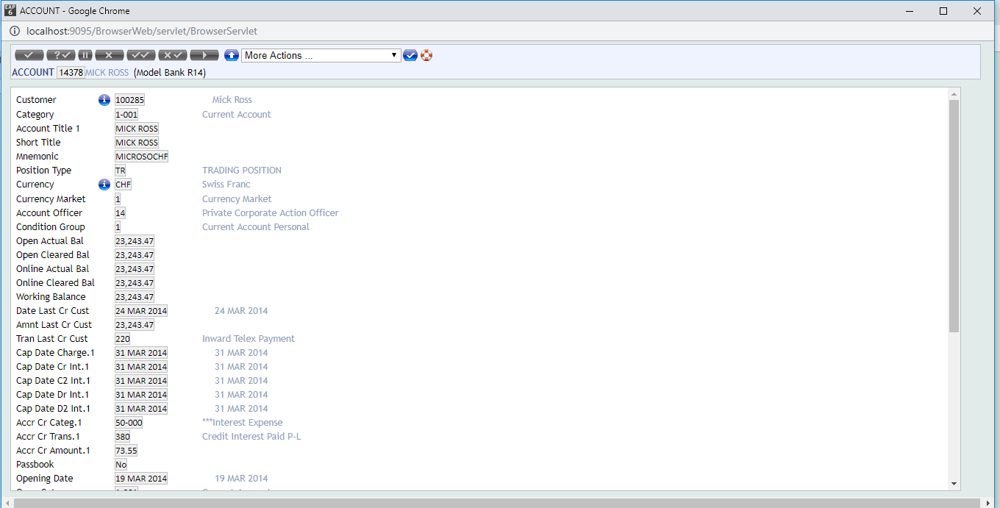 EAP 6 ACCOUNT - Google Chrome
localhost:9095/BrowserWeb/servlet/BrowserServlet
More Actions ...
ACCOUNT 14378 MICK ROSS (Model Bank R14)
Customer 100285 Mick Ross
Category 1-001 Current Account
Account Title 1 MICK ROSS
Short Title MICK ROSS
Mnemonic MICROSOCHF
Position Type TR TRADING POSITION
Currency CHF Swiss Franc
Currency Market 1 Currency Market
Account Officer 14 Private Corporate Action Officer
Condition Group 1 Current Account Personal
Open Actual Bal 23,243.47
Open Cleared Bal 23,243.47
Online Actual Bal 23,243.47
Online Cleared Bal 23,243.47
Working Balance 23,243.47
Date Last Cr Cust 24 MAR 2014 24 MAR 2014
Amnt Last Cr Cust 23,243.47
Tran Last Cr Cust 220 Inward Telex Payment
Cap Date Charge.1 31 MAR 2014 31 MAR 2014
Cap Date Cr Int.1 31 MAR 2014 31 MAR 2014
Cap Date C2 Int.1 31 MAR 2014 31 MAR 2014
Cap Date Dr Int.1 31 MAR 2014 31 MAR 2014
Cap Date D2 Int.1 31 MAR 2014 31 MAR 2014
Accr Cr Categ.1 50-000 ***Interest Expense
Accr Cr Trans.1 380 Credit Interest Paid P-L
Accr Cr Amount.1 73.55
Passbook No
Opening Date 19 MAR 2014 19 MAR 2014